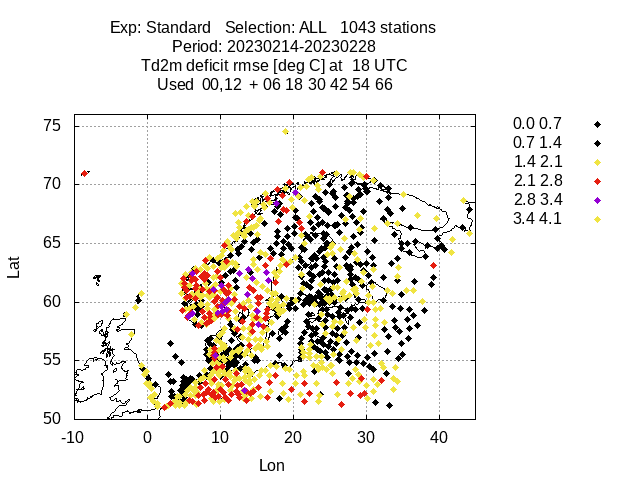 Exp: Standard Selection: ALL 1043 stations
Period: 20230214-20230228
Td2m deficit rmse [deg C] at 18 UTC
Used 00,12 + 06 18 30 42 54 66
0.0 0.7
0.7 1.4
1.4 2.1
2.1 2.8
2.8 3.4
3.4 4.1
75
70
65
60
55
50
Lat
-10 0 10 20 30 40
Lon